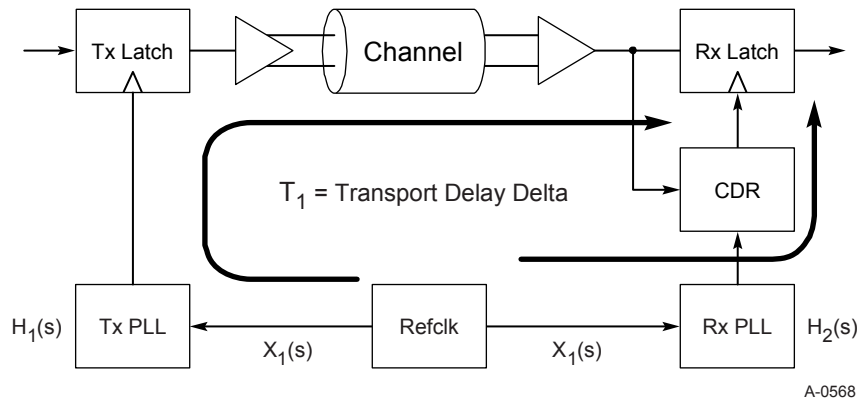 Tx Latch
Channel
Rx Latch
T1 = Transport Delay Delta
CDR
H1(s)
Tx PLL
X1(s)
Refclk
X1(s)
Rx PLL
H2(s)
A-0568